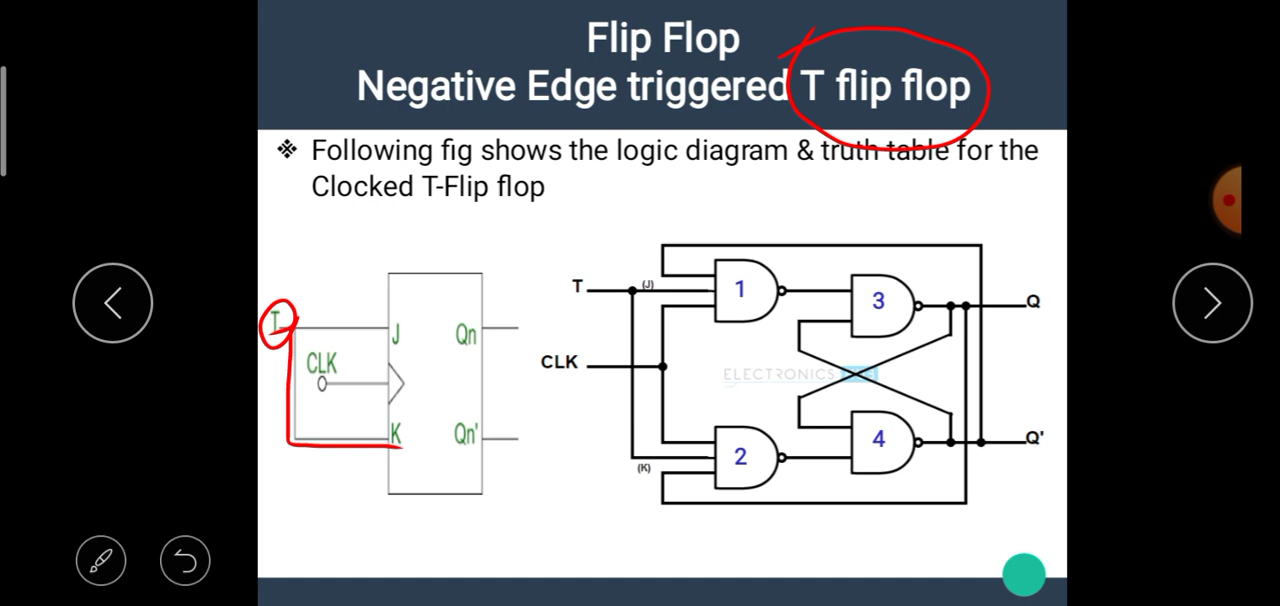 Flip Flop
Negative Edge triggered T flip flop
❖ Following fig shows the logic diagram & truth table for the
Clocked T-Flip flop
T
J
Qn
CLK
K
Qn'
T
(J)
1
3
Q
CLK
ELECTRONICS
2
(K)
4
Q'